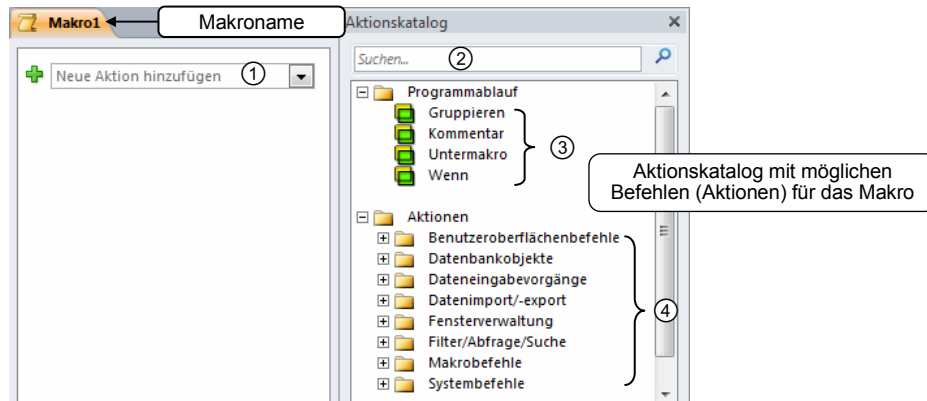 Makro1
Makroname
Aktionskatalog
Neue Aktion hinzufügen
①
Suchen...
②
Programmablauf
Gruppieren
Kommentar
Untermakro
Wenn
③
Aktionskatalog mit möglichen
Befehlen (Aktionen) für das Makro
Aktionen
Benutzeroberflächenbefehle
Datenbankobjekte
Dateneingabevorgänge
Datenimport/-export
Fensterverwaltung
Filter/Abfrage/Suche
Makrobefehle
Systembefehle
④